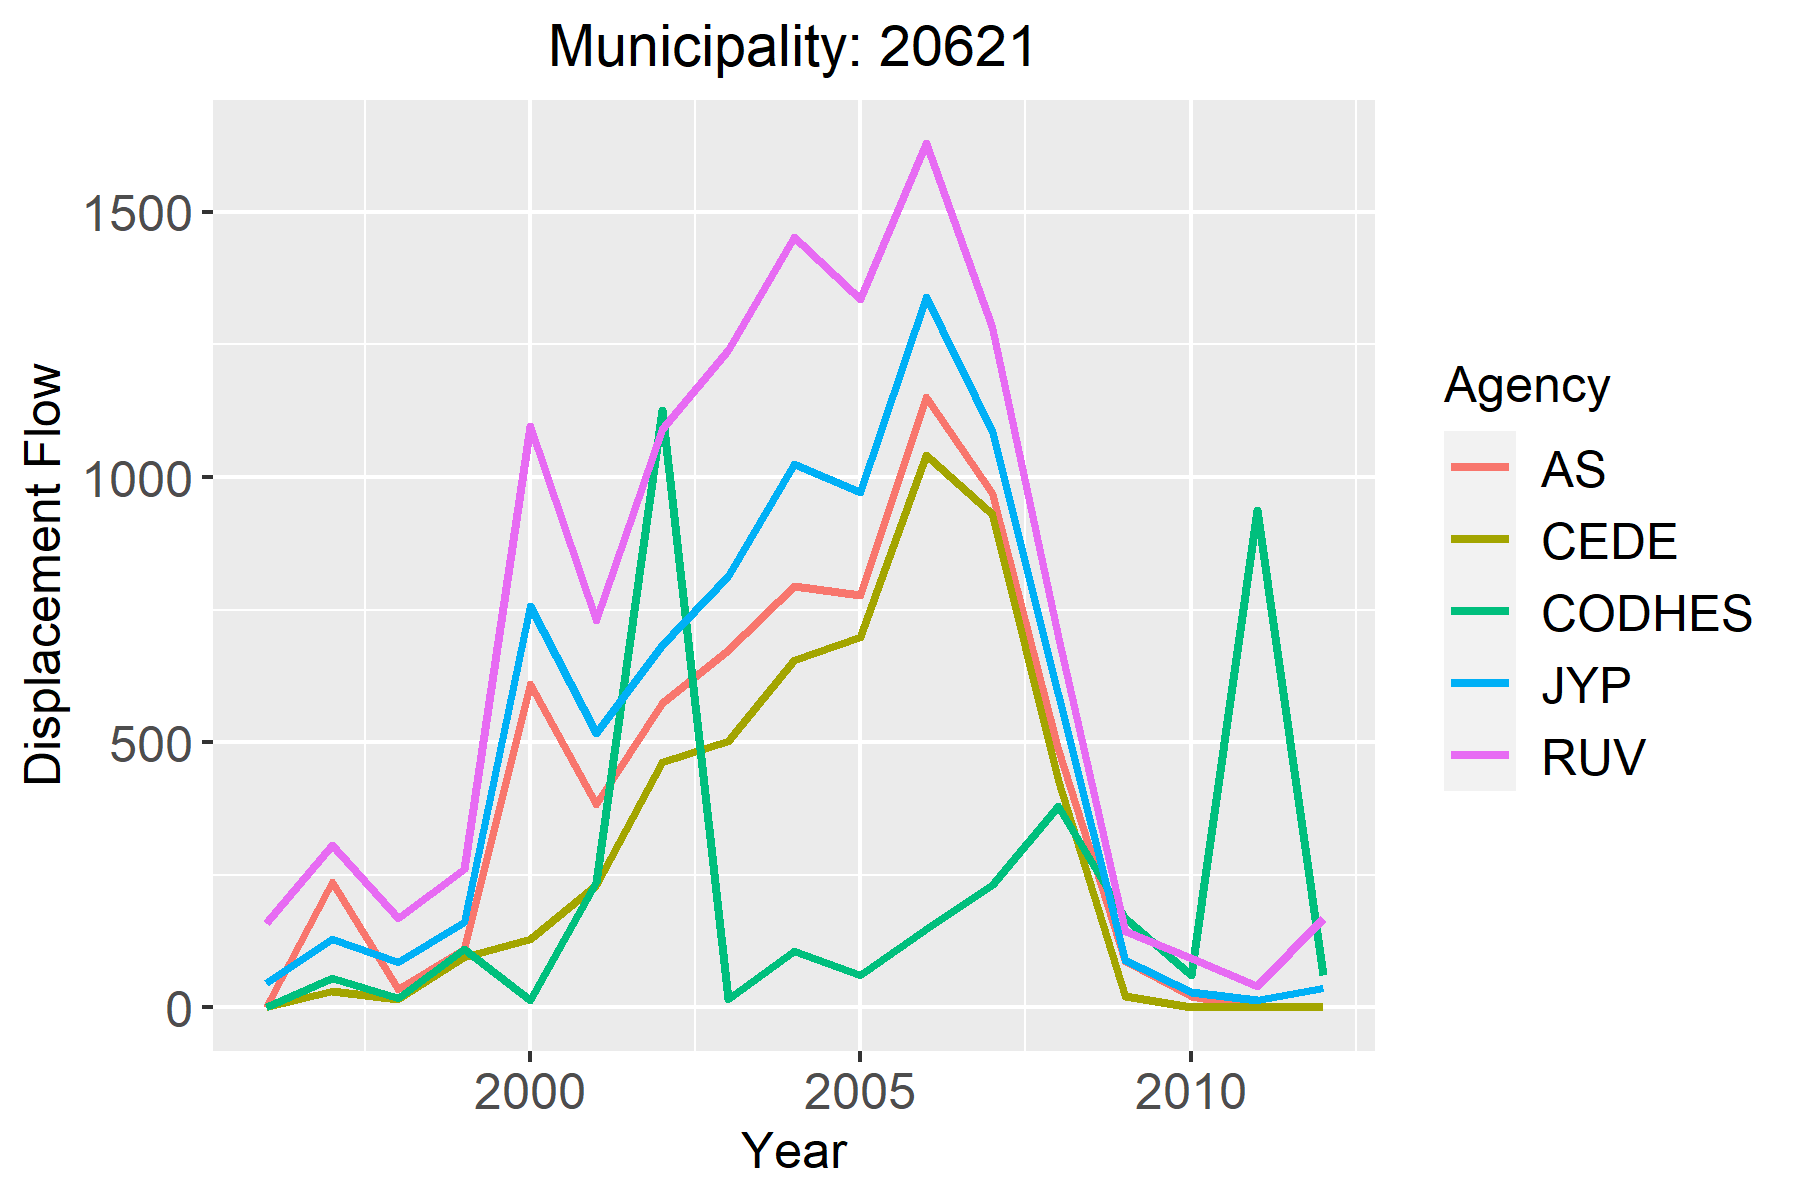 Municipality: 20621
1500
1000
500
0
Displacement Flow
2000 2005 2010
Year
Agency
AS
CEDE
CODHES
JYP
RUV